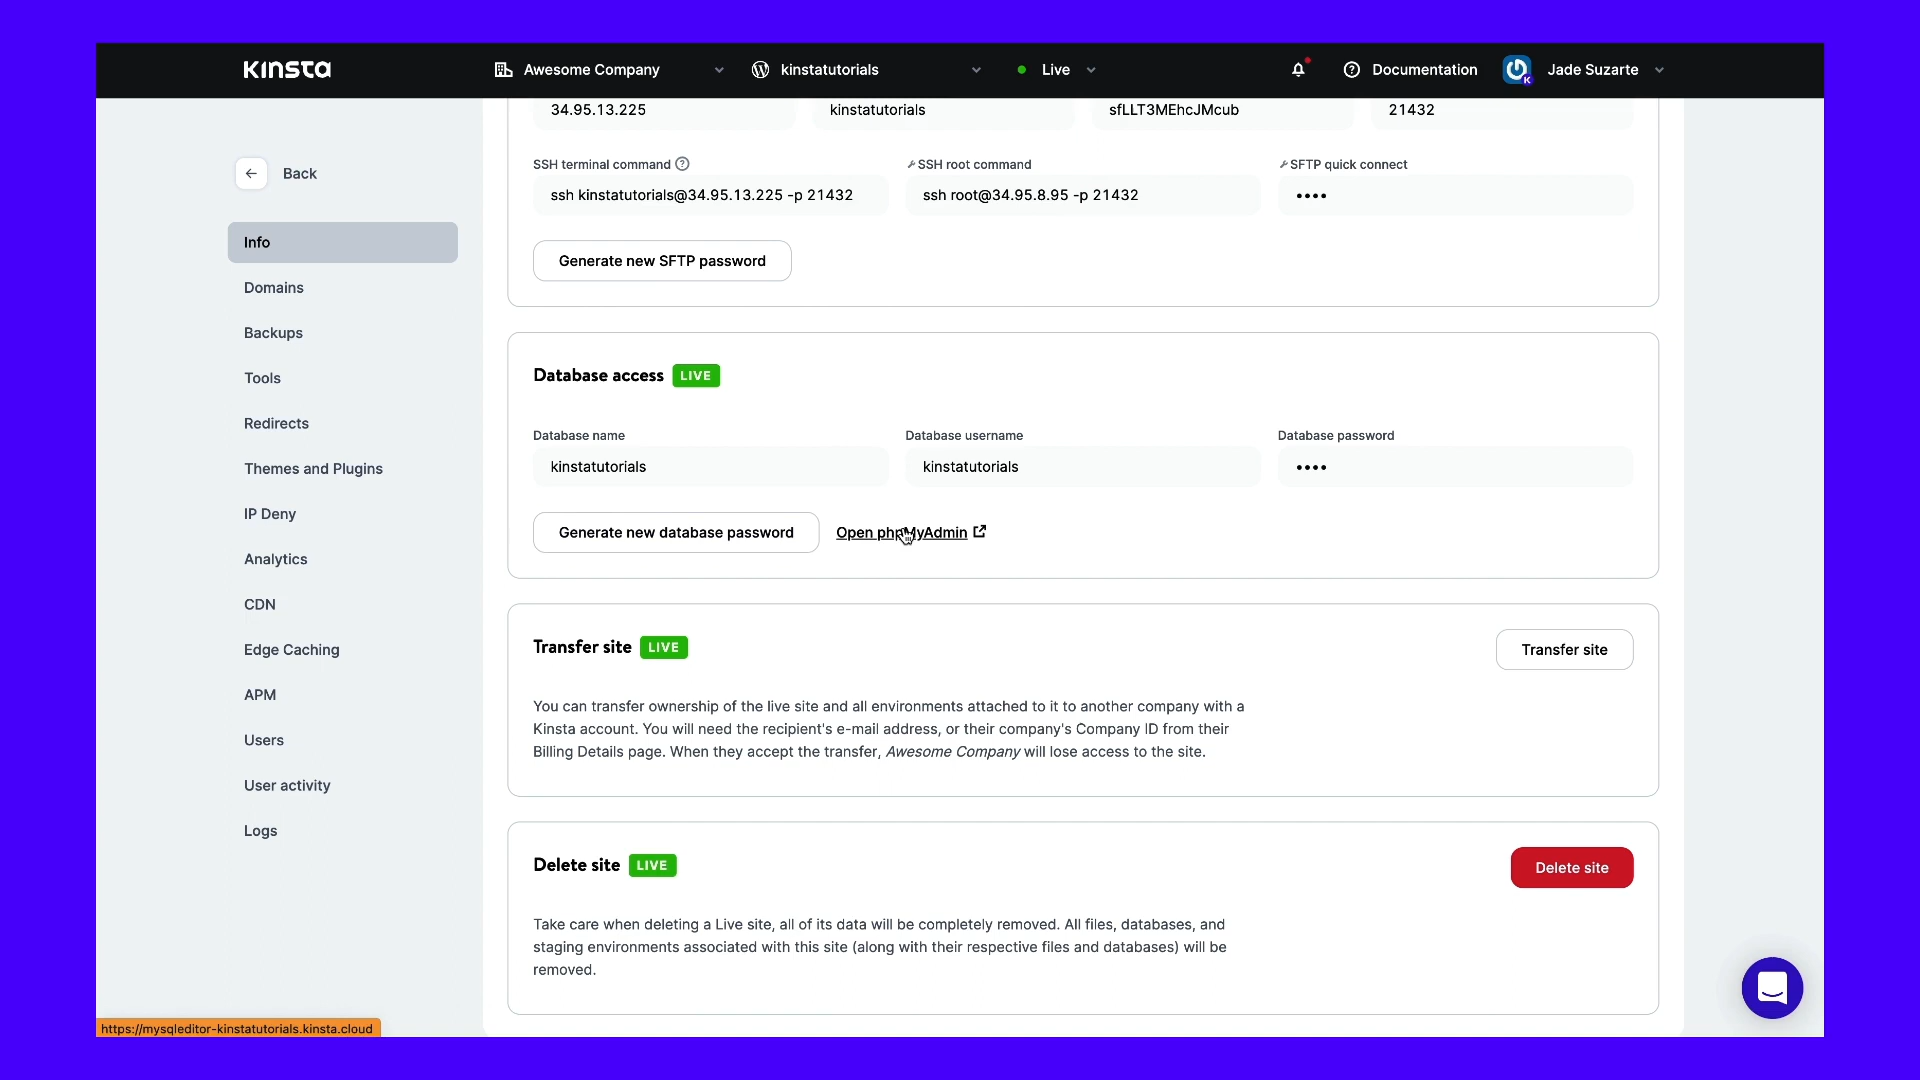 Kinsta
Awesome Company
kinstatutorials
Live
Documentation
Jade Suzarte
34.95.13.225
kinstatutorials
sfLLT3MEhcJMcub
21432
Back
SSH terminal command
SSH root command
SFTP quick connect
ssh kinstatutorials@34.95.13.225 -p 21432
ssh root@34.95.8.95 -p 21432
••••
Generate new SFTP password
Info
Domains
Backups
Tools
Redirects
Themes and Plugins
IP Deny
Analytics
CDN
Edge Caching
APM
Users
User activity
Logs
Database access LIVE
Database name
Database username
Database password
kinstatutorials
kinstatutorials
••••
Generate new database password
Open phpMyAdmin
Transfer site LIVE
Transfer site
You can transfer ownership of the live site and all environments attached to it to another company with a
Kinsta account. You will need the recipient's e-mail address, or their company's Company ID from their
Billing Details page. When they accept the transfer, Awesome Company will lose access to the site.
Delete site LIVE
Delete site
Take care when deleting a Live site, all of its data will be completely removed. All files, databases, and
staging environments associated with this site (along with their respective files and databases) will be
removed.
https://mysqleditor-kinstatutorials.kinsta.cloud